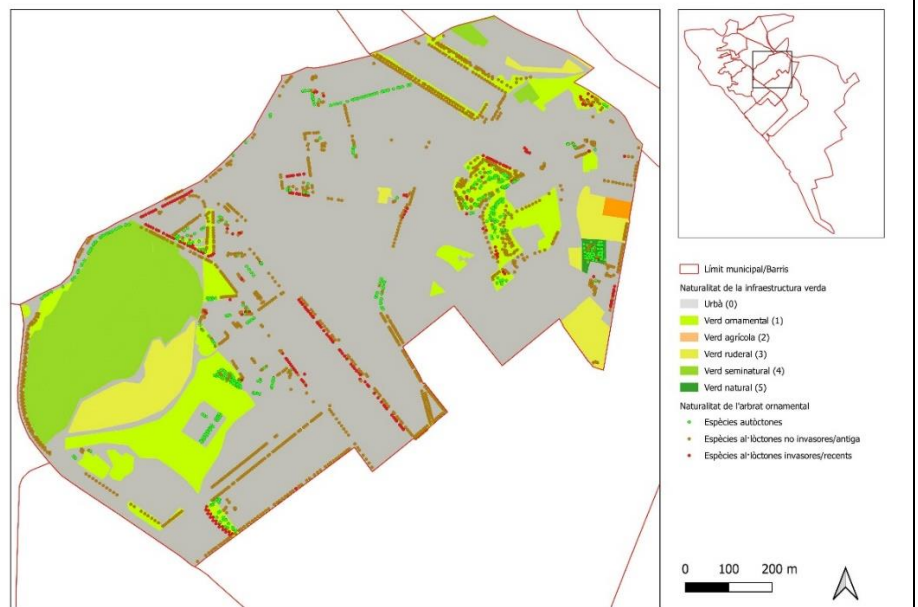 Límit municipal/Barris
Naturalitat de la infraestructura verda
Urbà (0)
Verd ornamental (1)
Verd agrícola (2)
Verd ruderal (3)
Verd seminatural (4)
Verd natural (5)
Naturalitat de l'arbrat ornamental
Espècies autòctones
Espècies al·lòctones no invasores/antiga
Espècies al·lòctones invasores/recents
0 100 200 m